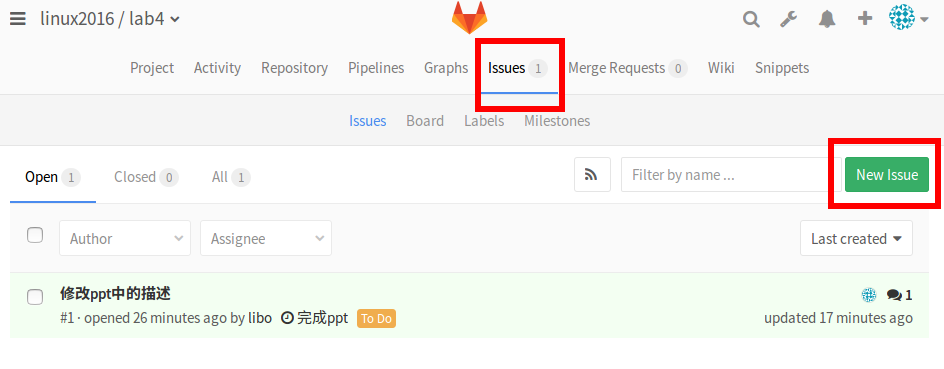 linux2016 / lab4
Project Activity Repository Pipelines Graphs Issues 1 Merge Requests 0 Wiki Snippets
Issues Board Labels Milestones
Open 1 Closed 0 All 1 Filter by name ... New Issue
Author Assignee Last created
修改ppt中的描述 1
#1 · opened 26 minutes ago by libo 完成ppt To Do updated 17 minutes ago